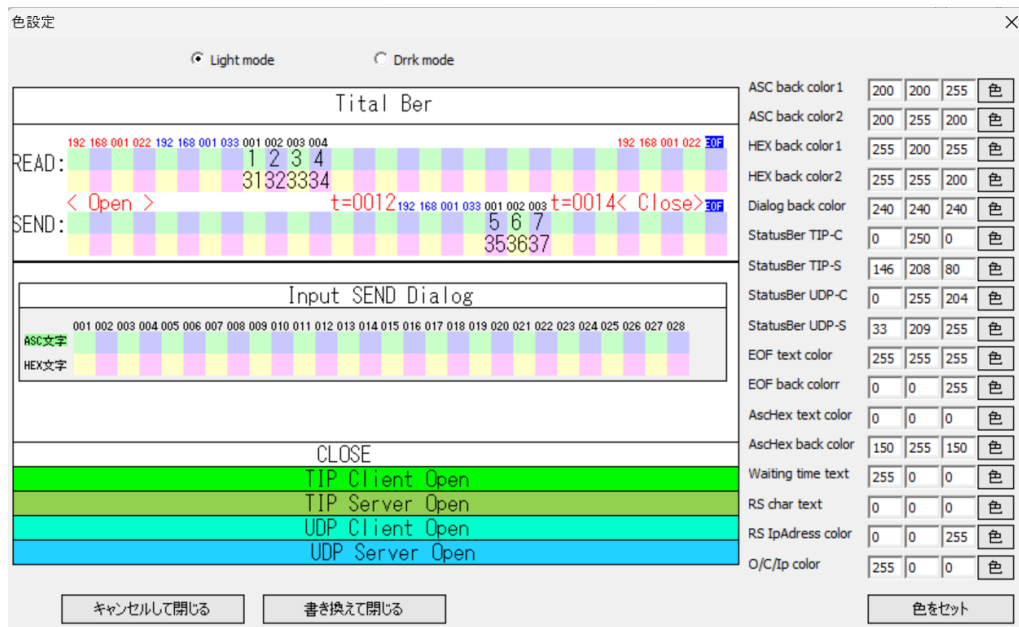 色設定
Light mode Drrk mode
Tital Ber
192 168 001 022 192 168 001 033 001 002 003 004 192 168 001 022 EOF
READ: 1 2 3 4
31323334
< Open > t=0012 192 168 001 033 001 002 003 t=0014< Close> EOF
SEND: 5 6 7
353637
Input SEND Dialog
001 002 003 004 005 006 007 008 009 010 011 012 013 014 015 016 017 018 019 020 021 022 023 024 025 026 027 028
ASC文字
HEX文字
CLOSE
TIP Client Open
TIP Server Open
UDP Client Open
UDP Server Open
キャンセルして閉じる 書き換えて閉じる
ASC back color1 200 200 255 色
ASC back color2 200 255 200 色
HEX back color1 255 200 255 色
HEX back color2 255 255 200 色
Dialog back color 240 240 240 色
StatusBer TIP-C 0 250 0 色
StatusBer TIP-S 146 208 80 色
StatusBer UDP-C 0 255 204 色
StatusBer UDP-S 33 209 255 色
EOF text color 255 255 255 色
EOF back colorr 0 0 255 色
AscHex text color 0 0 0 色
AscHex back color 150 255 150 色
Waiting time text 255 0 0 色
RS char text 0 0 0 色
RS IpAdress color 0 0 255 色
O/C/Ip color 255 0 0 色
色をセット